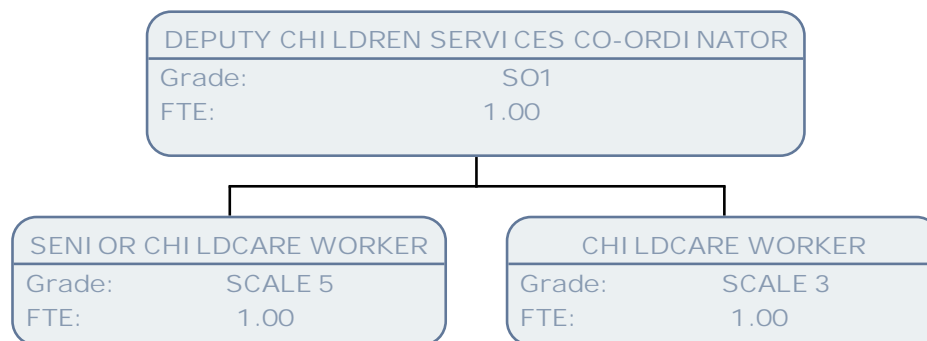 DEPUTY CHILDREN SERVICES CO-ORDINATOR
Grade: SO1
FTE: 1.00
SENIOR CHILDCARE WORKER
Grade: SCALE 5
FTE: 1.00
CHILDCARE WORKER
Grade: SCALE 3
FTE: 1.00